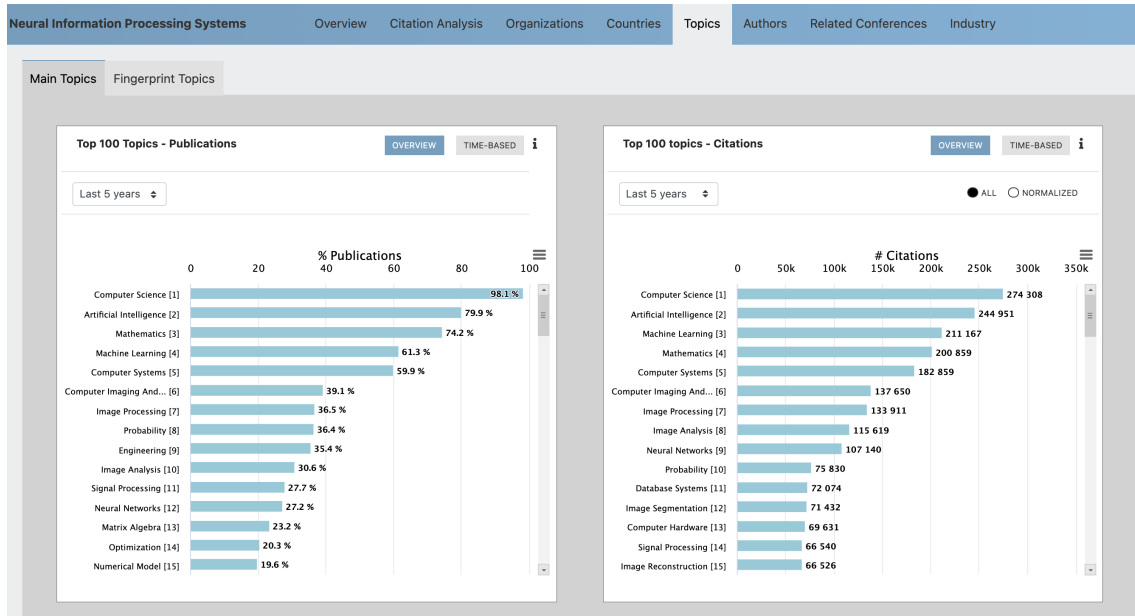 Neural Information Processing Systems Overview Citation Analysis Organizations Countries Topics Authors Related Conferences Industry
Main Topics Fingerprint Topics
Top 100 Topics - Publications OVERVIEW TIME-BASED i
Last 5 years
% Publications
0 20 40 60 80 100
Computer Science [1] 98.1 %
Artificial Intelligence [2] 79.9 %
Mathematics [3] 74.2 %
Machine Learning [4] 61.3 %
Computer Systems [5] 59.9 %
Computer Imaging And... [6] 39.1 %
Image Processing [7] 36.5 %
Probability [8] 36.4 %
Engineering [9] 35.4 %
Image Analysis [10] 30.6 %
Signal Processing [11] 27.7 %
Neural Networks [12] 27.2 %
Matrix Algebra [13] 23.2 %
Optimization [14] 20.3 %
Numerical Model [15] 19.6 %
Top 100 topics - Citations OVERVIEW TIME-BASED i
Last 5 years ALL NORMALIZED
# Citations
0 50k 100k 150k 200k 250k 300k 350k
Computer Science [1] 274 308
Artificial Intelligence [2] 244 951
Machine Learning [3] 211 167
Mathematics [4] 200 859
Computer Systems [5] 182 859
Computer Imaging And... [6] 137 650
Image Processing [7] 133 911
Image Analysis [8] 115 619
Neural Networks [9] 107 140
Probability [10] 75 830
Database Systems [11] 72 074
Image Segmentation [12] 71 432
Computer Hardware [13] 69 631
Signal Processing [14] 66 540
Image Reconstruction [15] 66 526